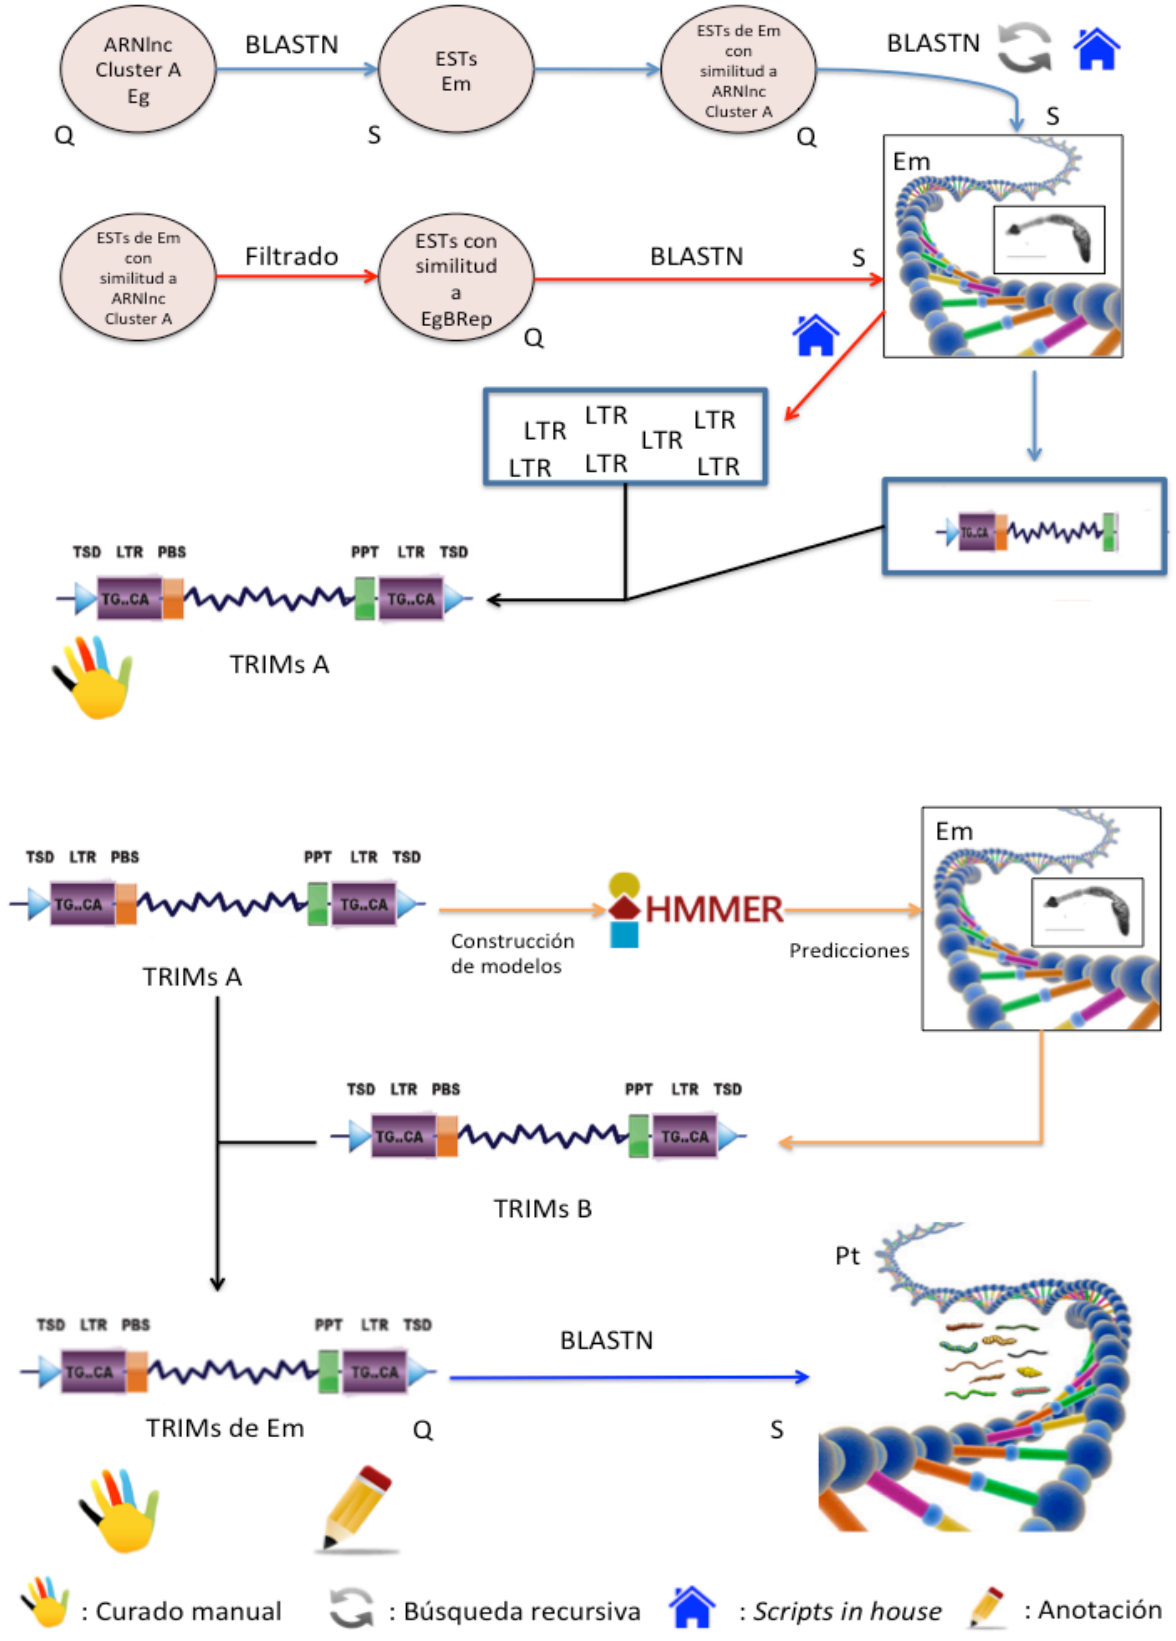 ARNlnc
Cluster A
Eg
BLASTN
ESTs
Em
ESTs de Em
con
similitud a
ARNlnc
Cluster A
BLASTN
Q
S
Q
S
Em
ESTs de Em
con
similitud a
ARNlnc
Cluster A
Filtrado
ESTs con
similitud
a
EgBRep
BLASTN
S
Q
LTR
LTR
LTR
LTR
LTR
LTR
LTR
TG..CA
TSD LTR PBS PPT LTR TSD
TG..CA TG..CA
TRIMs A
Em
TSD LTR PBS PPT LTR TSD
TG..CA TG..CA
HMMER
Construcción
de modelos
Predicciones
TRIMs A
TSD LTR PBS PPT LTR TSD
TG..CA TG..CA
TRIMs B
Pt
TSD LTR PBS PPT LTR TSD
TG..CA TG..CA
BLASTN
TRIMs de Em
Q
S
: Curado manual
: Búsqueda recursiva
: Scripts in house
: Anotación